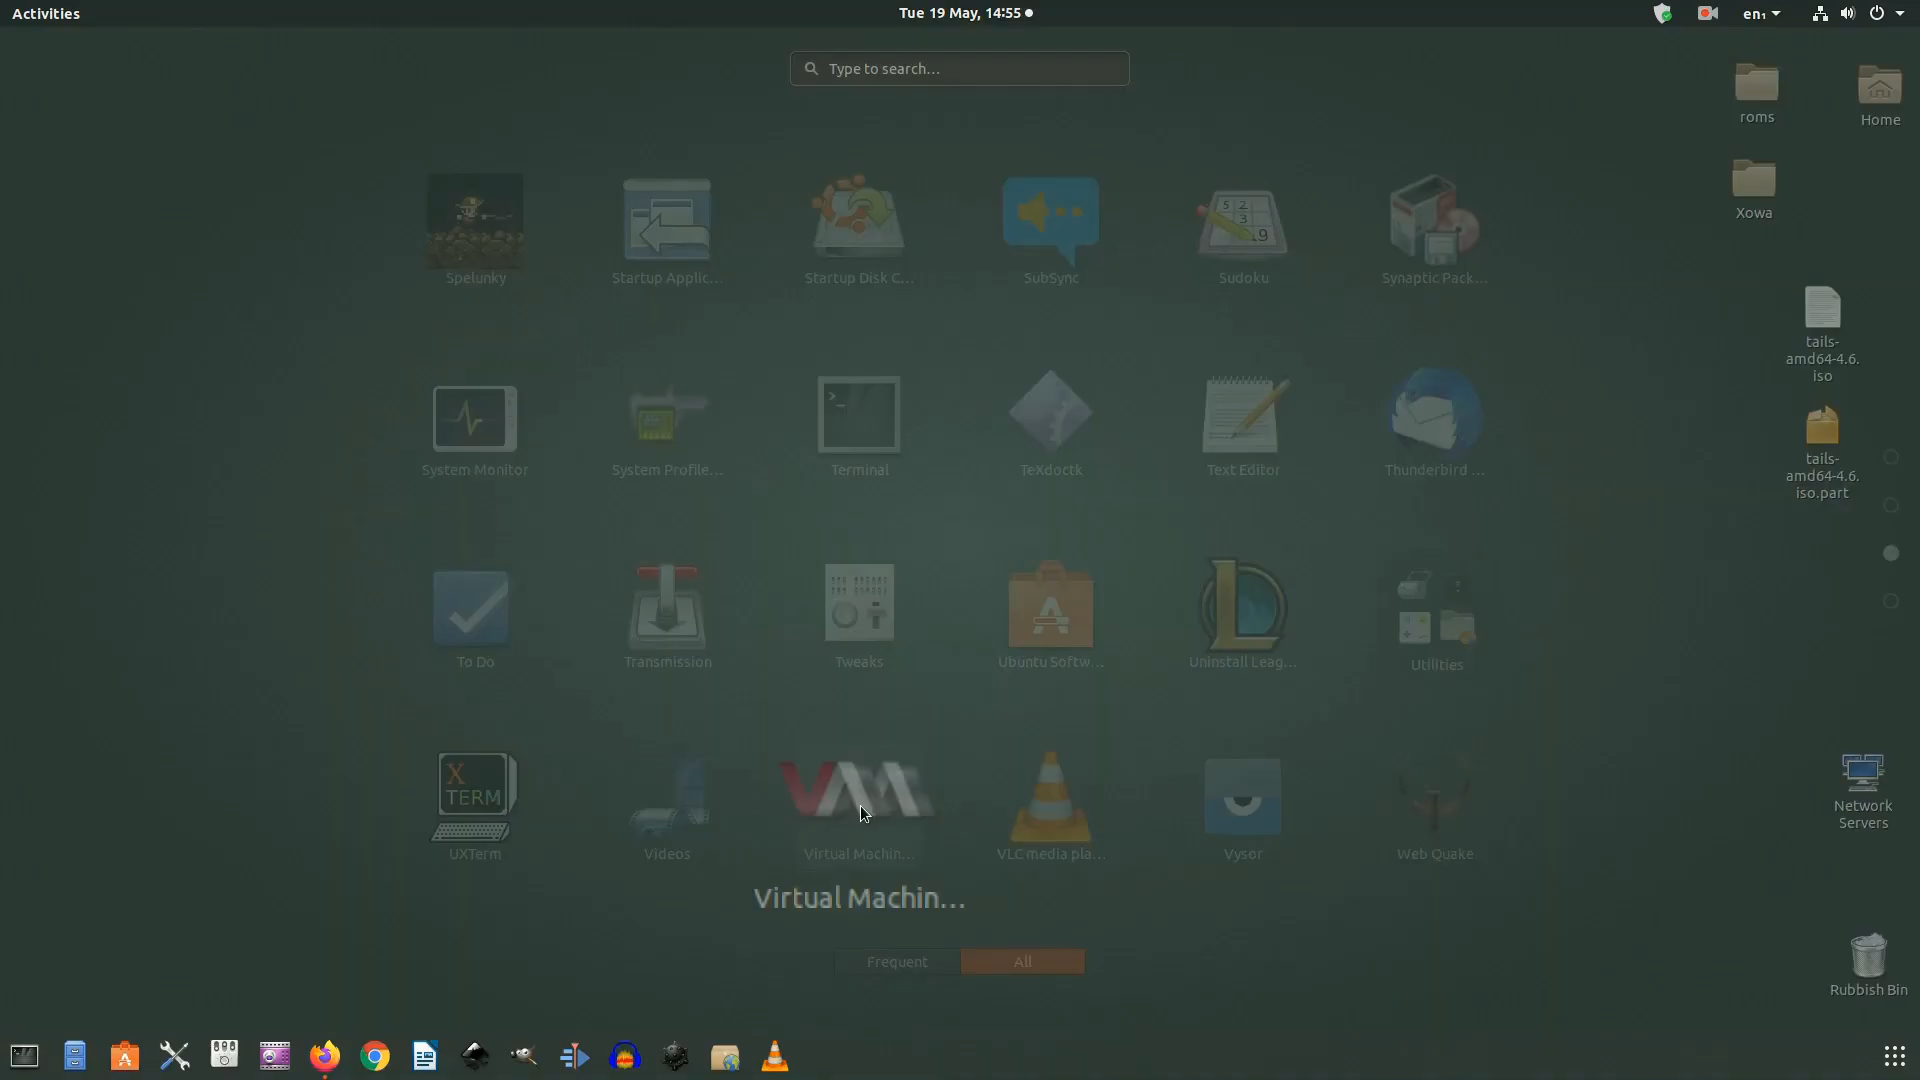 Activities
Tue 19 May, 14:55
en₁
Type to search...
roms
Home
Xowa
Spelunky
Startup Applic...
Startup Disk C...
SubSync
Sudoku
Synaptic Pack...
tails-
amd64-4.6.
iso
System Monitor
System Profile...
Terminal
TeXdoctk
Text Editor
Thunderbird ...
tails-
amd64-4.6.
iso.part
To Do
Transmission
Tweaks
Ubuntu Softw...
Uninstall Leag...
Utilities
X
TERM
UXTerm
Videos
Virtual Machin...
VLC media pla...
Vysor
Web Quake
Network
Servers
Virtual Machin...
Frequent
All
Rubbish Bin